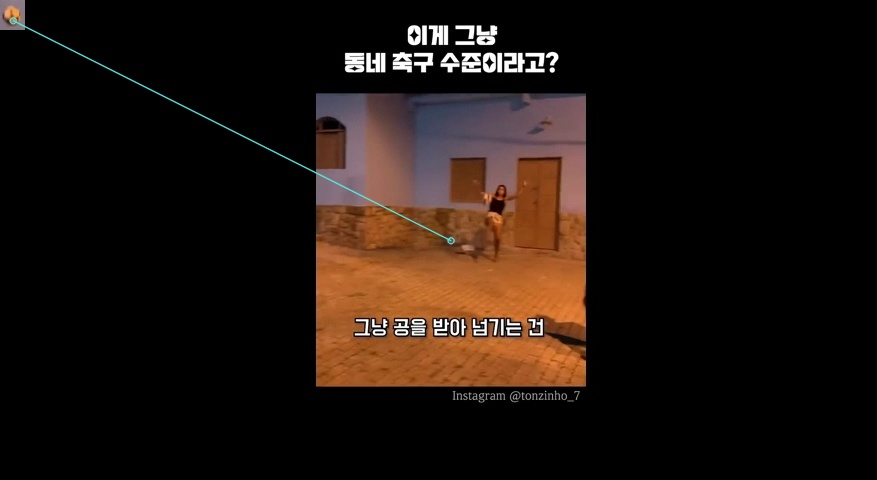 이게 그냥
동네 축구 수준이라고?
그냥 공을 받아 넘기는 건
Instagram @tonzinho_7